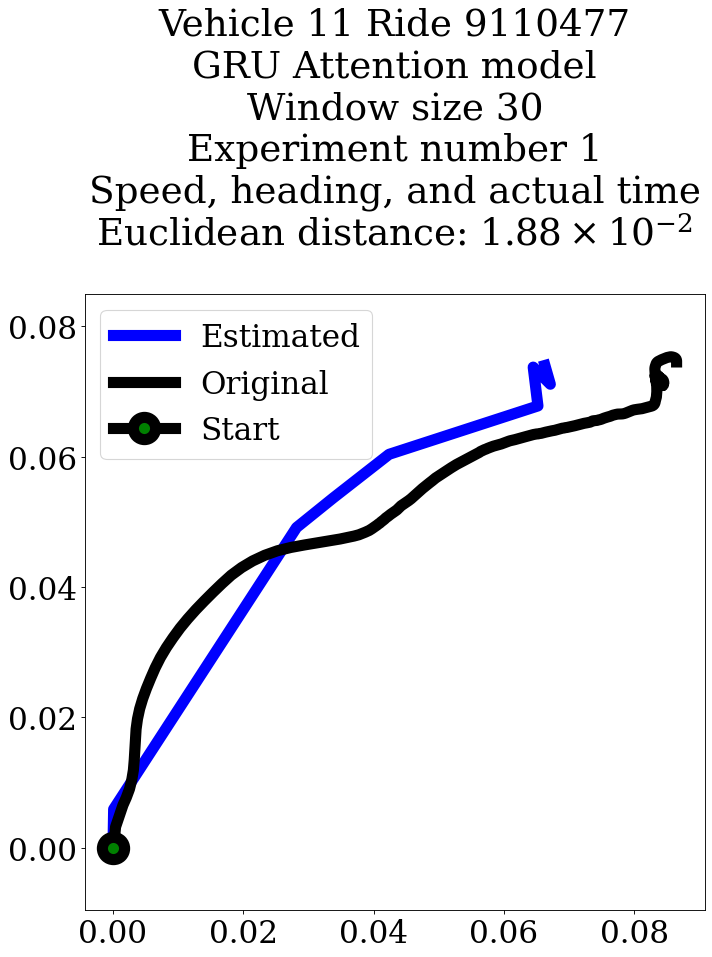 Vehicle 11 Ride 9110477
GRU Attention model
Window size 30
Experiment number 1
Speed, heading, and actual time
Euclidean distance: 1.88 × 10⁻²
0.08
0.06
0.04
0.02
0.00
Estimated
Original
Start
0.00 0.02 0.04 0.06 0.08